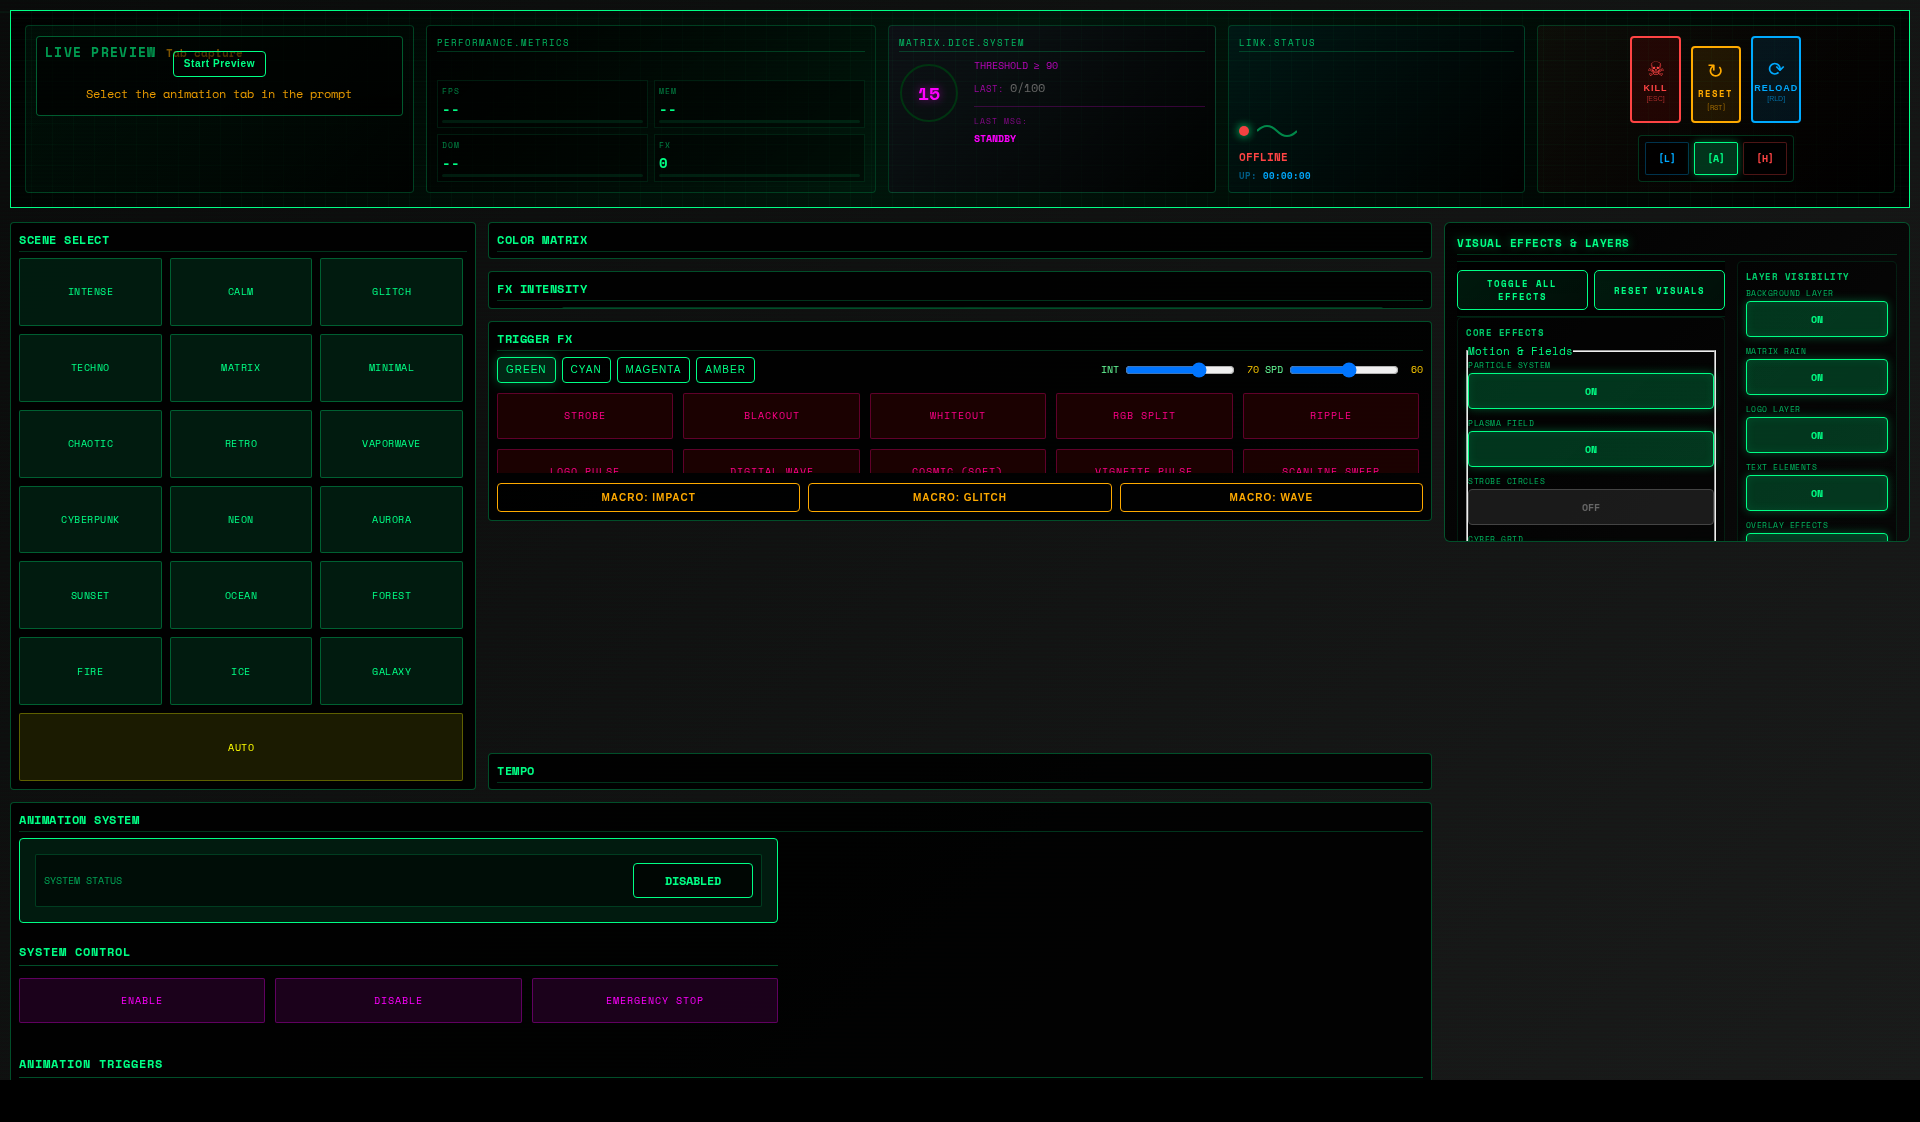 LIVE PREVIEW Tab capture
Start Preview
Select the animation tab in the prompt
PERFORMANCE.METRICS
FPS
--
MEM
--
DOM
--
FX
0
MATRIX.DICE.SYSTEM
15
THRESHOLD ≥ 90
LAST: 0/100
LAST MSG:
STANDBY
LINK.STATUS
OFFLINE
UP: 00:00:00
☠
KILL
[ESC]
↻
RESET
[RST]
⟳
RELOAD
[RLD]
[L] [A] [H]
SCENE SELECT
INTENSE CALM GLITCH
TECHNO MATRIX MINIMAL
CHAOTIC RETRO VAPORWAVE
CYBERPUNK NEON AURORA
SUNSET OCEAN FOREST
FIRE ICE GALAXY
AUTO
COLOR MATRIX
FX INTENSITY
TRIGGER FX
GREEN CYAN MAGENTA AMBER INT 70 SPD 60
STROBE BLACKOUT WHITEOUT RGB SPLIT RIPPLE
LOGO PULSE DIGITAL WAVE COSMIC (SOFT) VIGNETTE PULSE SCANLINE SWEEP
MACRO: IMPACT MACRO: GLITCH MACRO: WAVE
TEMPO
VISUAL EFFECTS & LAYERS
TOGGLE ALL
EFFECTS
RESET VISUALS
CORE EFFECTS
Motion & Fields
PARTICLE SYSTEM
ON
PLASMA FIELD
ON
STROBE CIRCLES
OFF
CYBER GRID
LAYER VISIBILITY
BACKGROUND LAYER
ON
MATRIX RAIN
ON
LOGO LAYER
ON
TEXT ELEMENTS
ON
OVERLAY EFFECTS
ANIMATION SYSTEM
SYSTEM STATUS DISABLED
SYSTEM CONTROL
ENABLE DISABLE EMERGENCY STOP
ANIMATION TRIGGERS